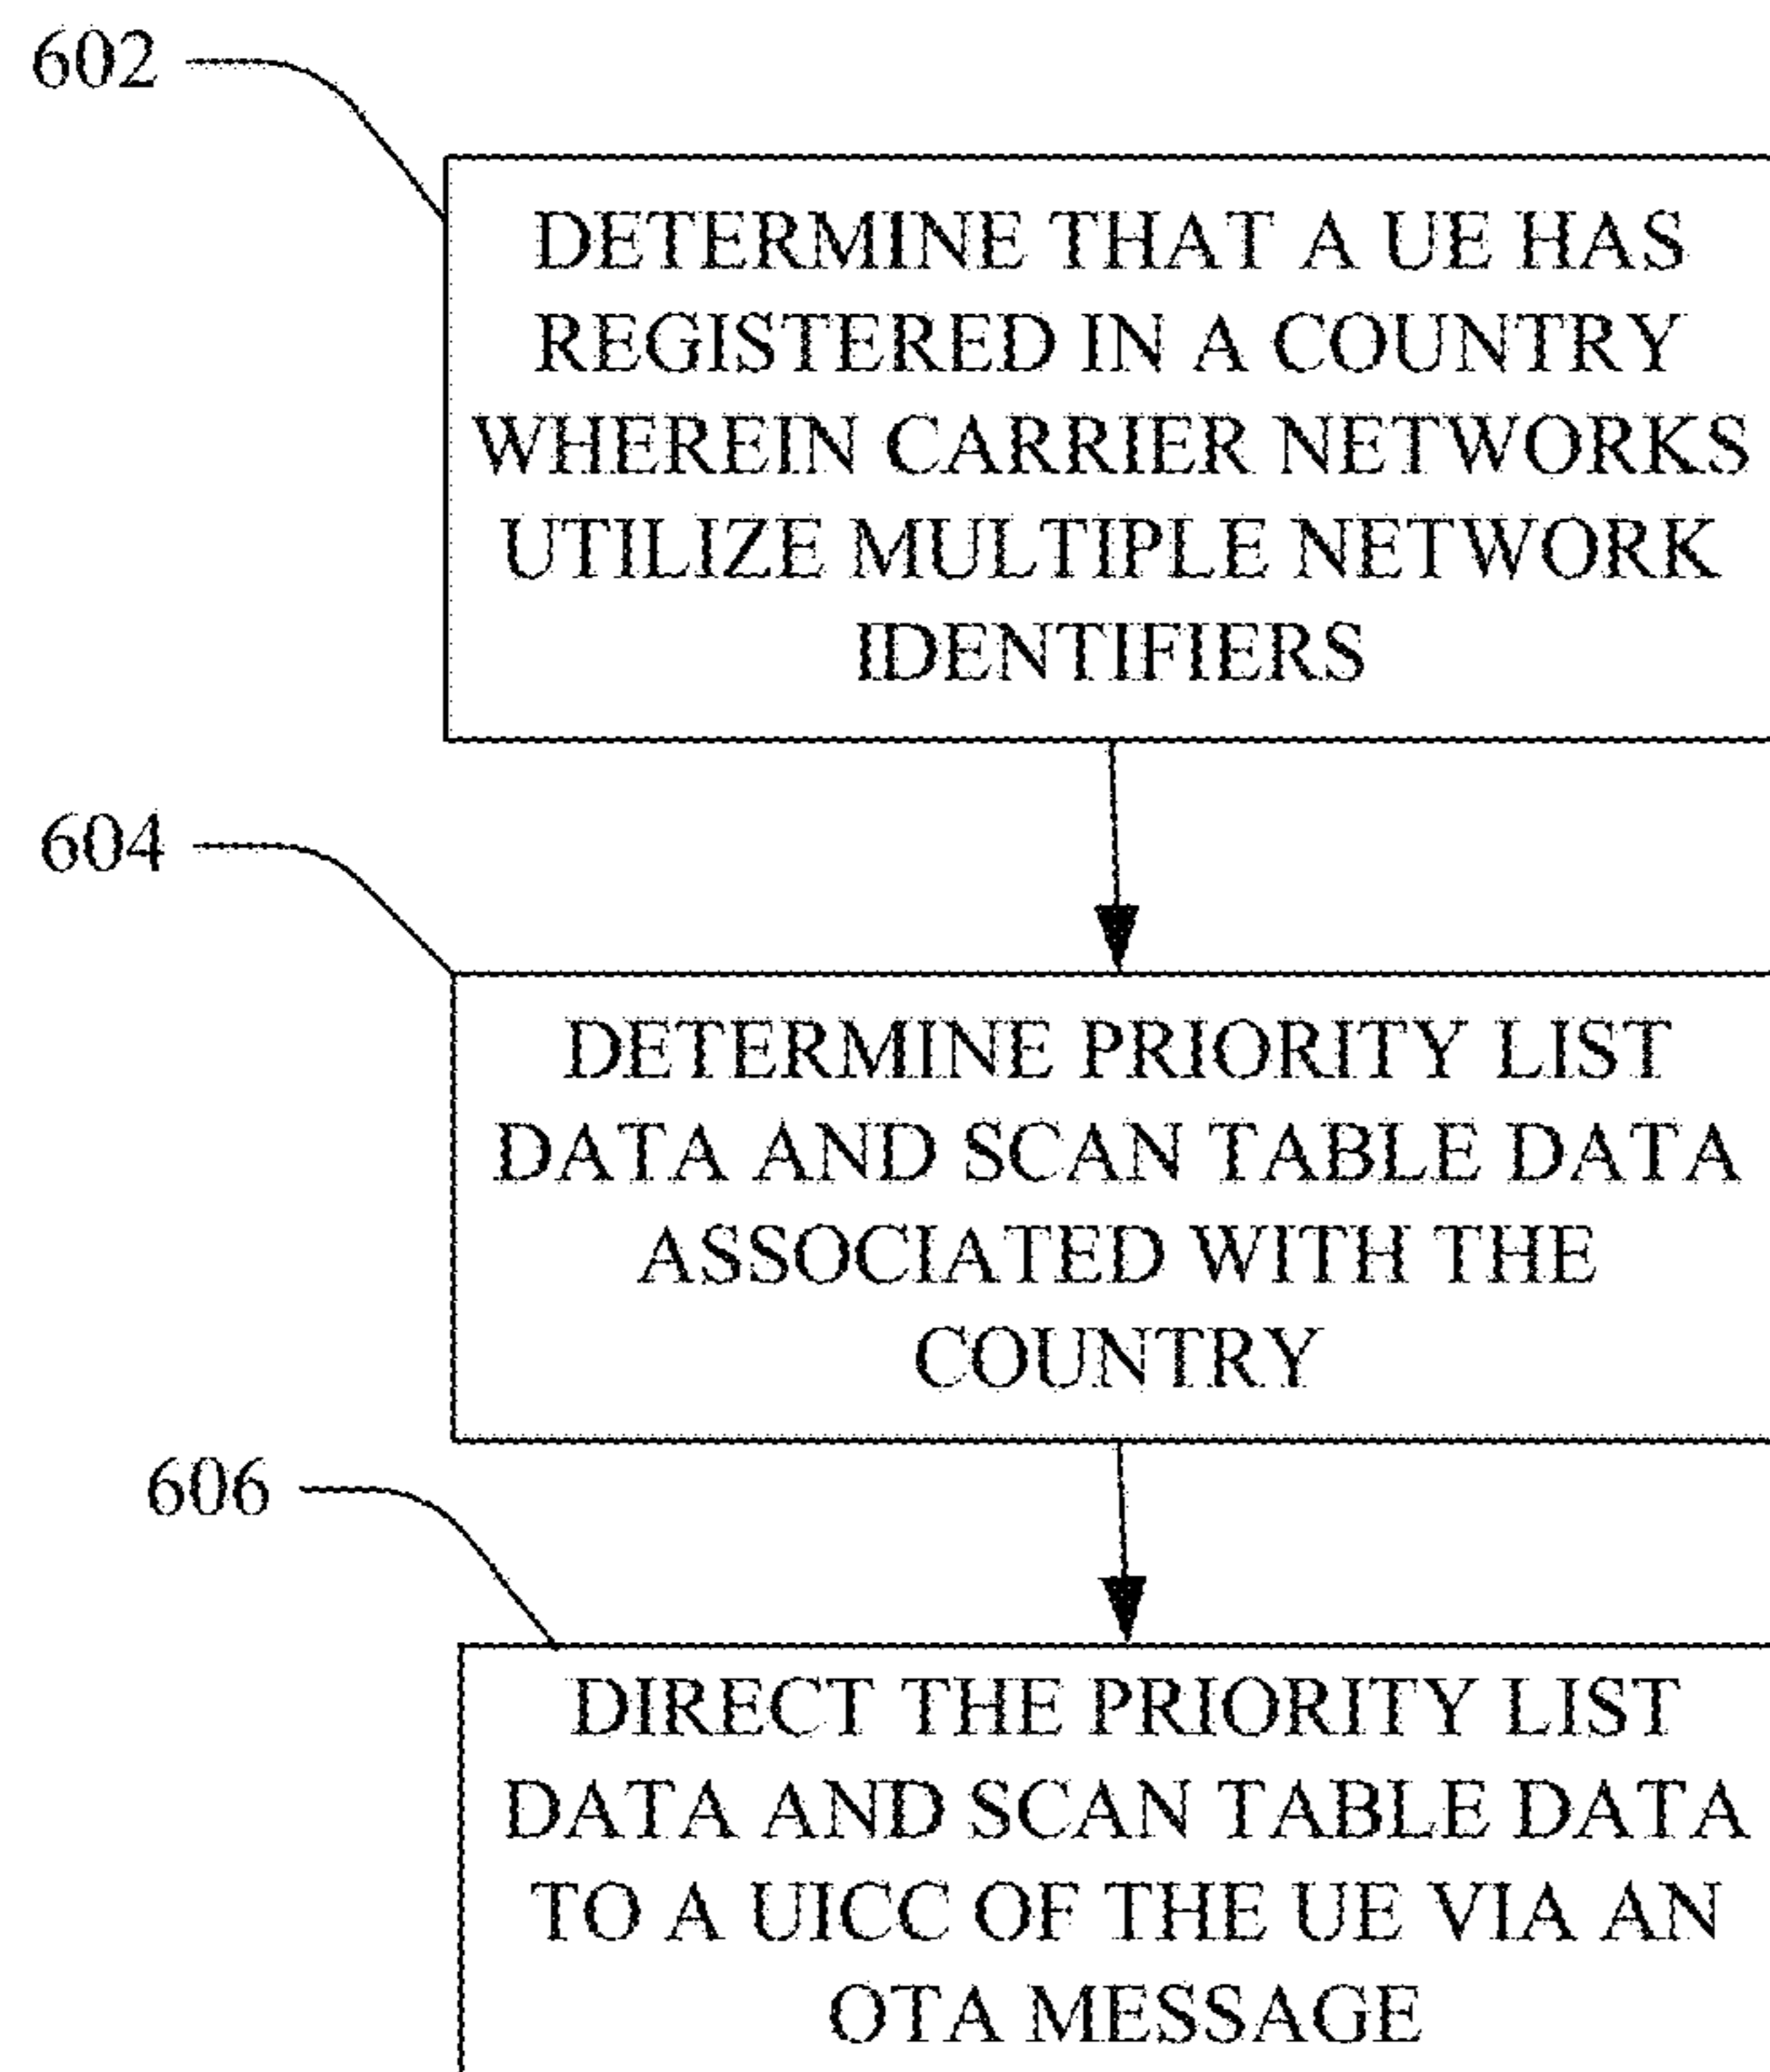 602
DETERMINE THAT A UE HAS
REGISTERED IN A COUNTRY
WHEREIN CARRIER NETWORKS
UTILIZE MULTIPLE NETWORK
IDENTIFIERS
604
DETERMINE PRIORITY LIST
DATA AND SCAN TABLE DATA
ASSOCIATED WITH THE
COUNTRY
606
DIRECT THE PRIORITY LIST
DATA AND SCAN TABLE DATA
TO A UICC OF THE UE VIA AN
OTA MESSAGE